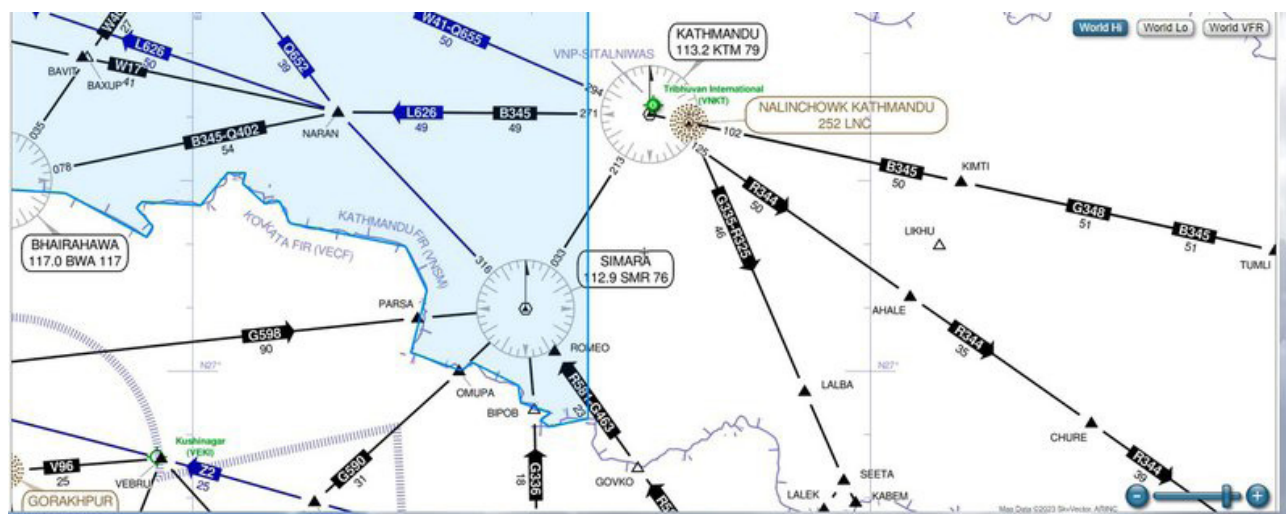 W41-Q655
50
World Hi
World Lo
World VFR
KATHMANDU
113.2 KTM 79
27
L626
50
Q652
39
VNP-SITALNIWAS
BAVIT
BAXUP
W17
41
294
Tribhuvan International
(VNKT)
NALINCHOWK KATHMANDU
252 LNC
NARAN
L626
49
B345
49
271
035
B345-Q402
54
078
213
102
125
B345
50
KIMTI
G348
51
B345
51
TUMLI
R344
50
G335-R325
46
LIKHU
KATHMANDU FIR (VNSM)
KOLKATA FIR (VECF)
BHAIRAHAWA
117.0 BWA 117
316
033
SIMARA
112.9 SMR 76
PARSA
AHALE
G598
90
R344
35
ROMEO
N27°
N27°
OMUPA
R581-G463
23
LALBA
BIPOB
CHURE
Kushinagar
(VEKI)
V96
25
VEBRU
Z2
25
G590
31
G336
18
GOVKO
SEETA
R344
39
LALEK
KABEM
GORAKHPUR
Map Data ©2023 SkyVector, ARINC